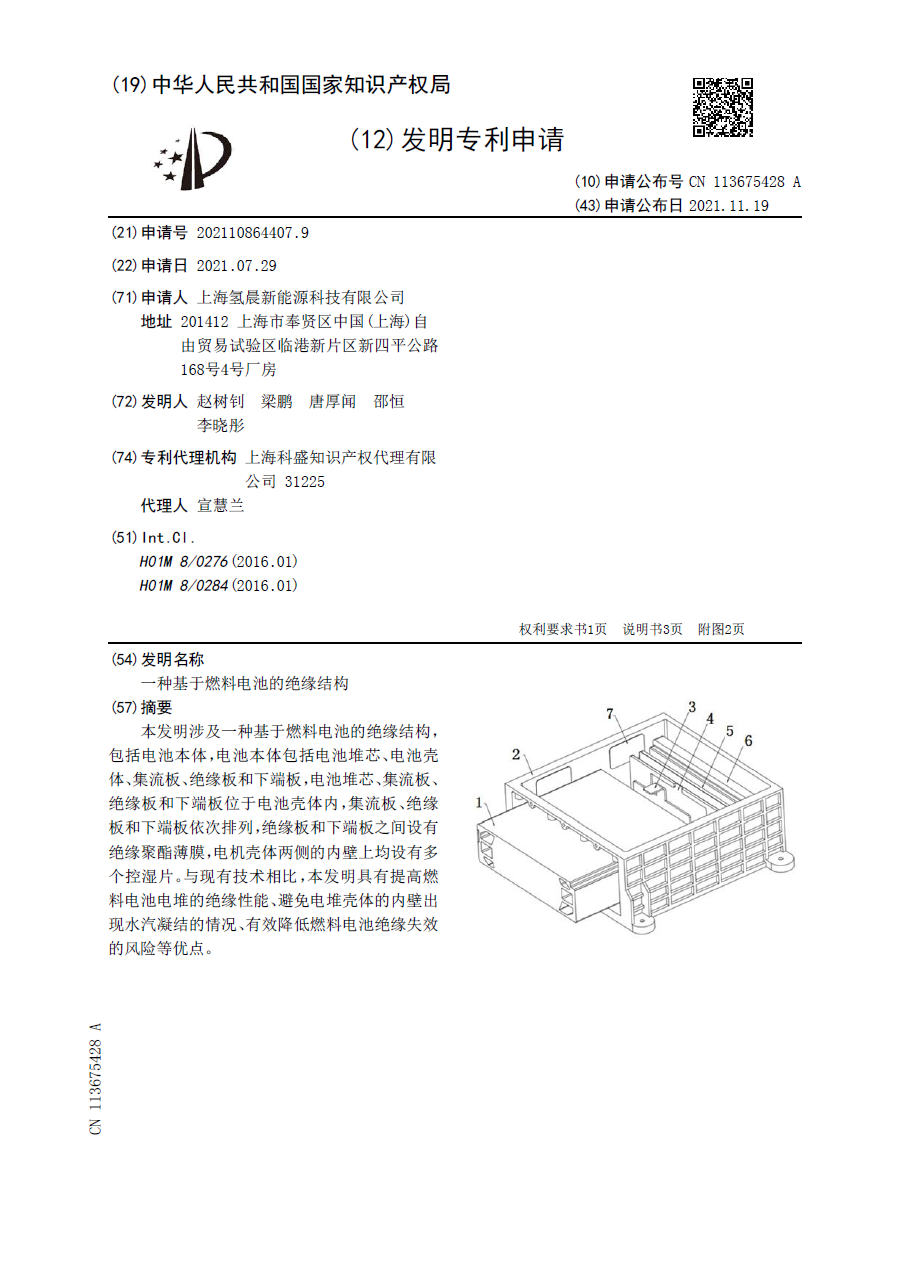 (19)中华人民共和国国家知识产权局
(12)发明专利申请
(10)申请公布号 CN 113675428 A
(43)申请公布日 2021.11.19
(21)申请号 202110864407.9
(22)申请日 2021.07.29
(71)申请人 上海氢晨新能源科技有限公司
地址 201412 上海市奉贤区中国(上海)自
由贸易试验区临港新片区新四平公路
168号4号厂房
(72)发明人 赵树钊 梁鹏 唐厚闻 邵恒
李晓彤
(74)专利代理机构 上海科盛知识产权代理有限
公司 31225
代理人 宣慧兰
(51)Int.Cl.
H01M 8/0276(2016.01)
H01M 8/0284(2016.01)
权利要求书1页 说明书3页 附图2页
(54)发明名称
一种基于燃料电池的绝缘结构
(57)摘要
本发明涉及一种基于燃料电池的绝缘结构,
包括电池本体,电池本体包括电池堆芯、电池壳
体、集流板、绝缘板和下端板,电池堆芯、集流板、
绝缘板和下端板位于电池壳体内,集流板、绝缘
板和下端板依次排列,绝缘板和下端板之间设有
绝缘聚酯薄膜,电机壳体两侧的内壁上均设有多
个控湿片。与现有技术相比,本发明具有提高燃
料电池电堆的绝缘性能、避免电堆壳体的内壁出
现水汽凝结的情况、有效降低燃料电池绝缘失效
的风险等优点。
1
2
7
3
4
5
6
CN 113675428 A